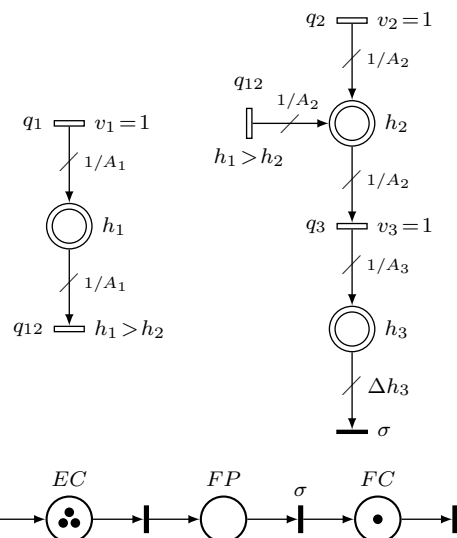 q₂ v₂ = 1
1/A₂
q₁₂
1/A₂
h₂
h₁ > h₂
q₁ v₁ = 1
1/A₁
1/A₂
h₁
q₃ v₃ = 1
1/A₁
1/A₃
q₁₂ h₁ > h₂
h₃
Δh₃
σ
EC FP FC
σ